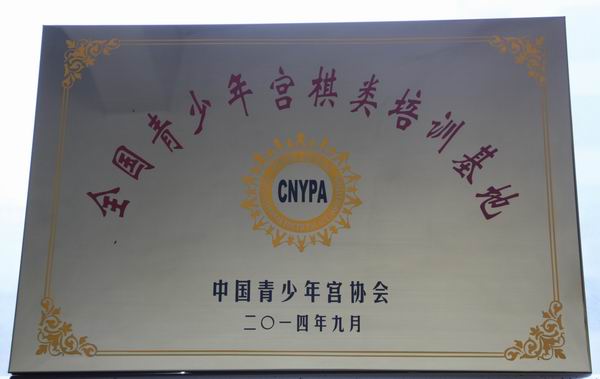 全国青少年宫棋类培训基地
CNYPA
中国青少年宫协会
二〇一四年九月